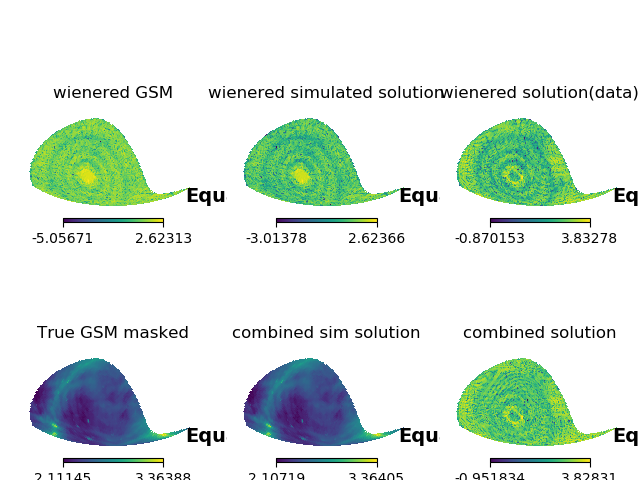 wienered GSM wienered simulated solution wienered solution(data)
Equ Equ Eq
-5.05671 2.62313 -3.01378 2.62366 -0.870153 3.83278
True GSM masked combined sim solution combined solution
Equ Equ Eq
2.11145 3.36388 2.10719 3.36405 -0.951834 3.82831